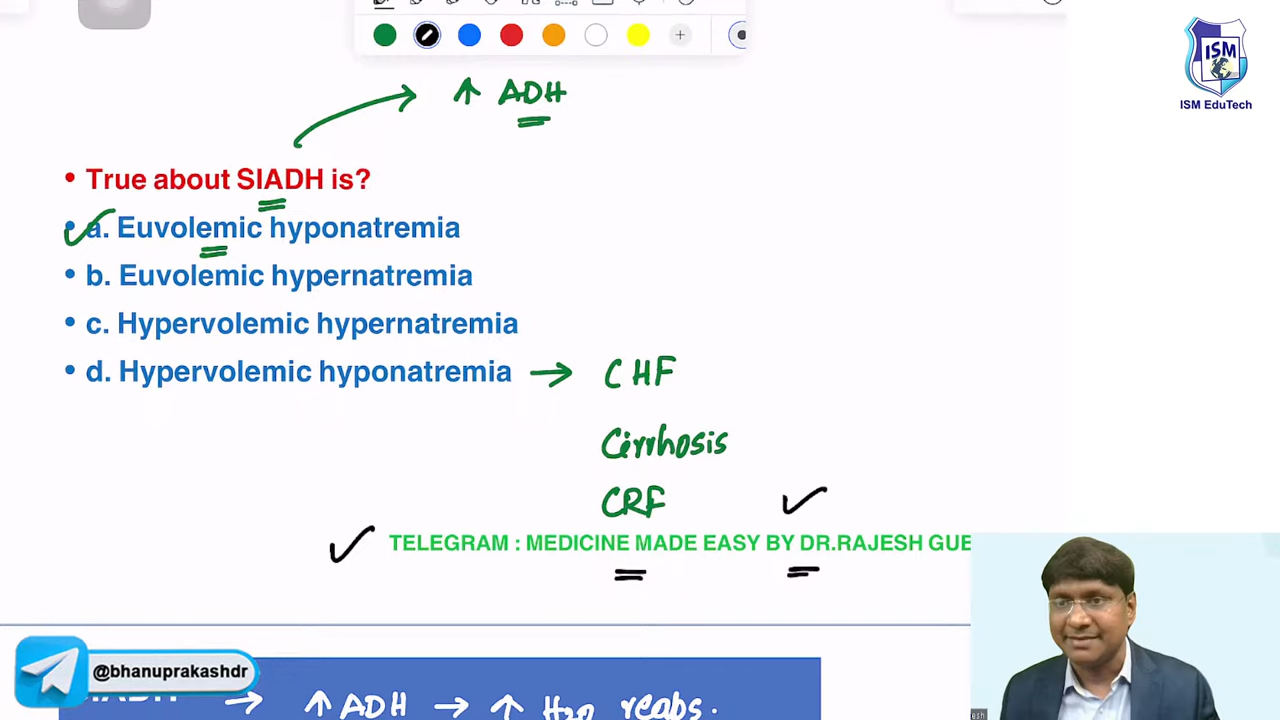 ISM
ISM EduTech
↑ ADH
• True about SIADH is?
• a. Euvolemic hyponatremia
• b. Euvolemic hypernatremia
• c. Hypervolemic hypernatremia
• d. Hypervolemic hyponatremia → CHF
Cirrhosis
CRF
TELEGRAM : MEDICINE MADE EASY BY DR.RAJESH GUE
@bhanuprakashdr
→ ↑ ADH → ↑ H20 reabs.